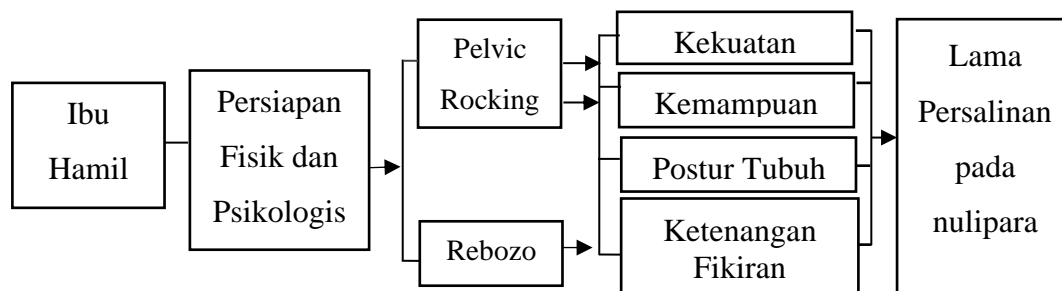 Ibu
Hamil
Persiapan
Fisik dan
Psikologis
Pelvic
Rocking
Rebozo
Kekuatan
Kemampuan
Postur Tubuh
Ketenangan
Fikiran
Lama
Persalinan
pada
nulipara